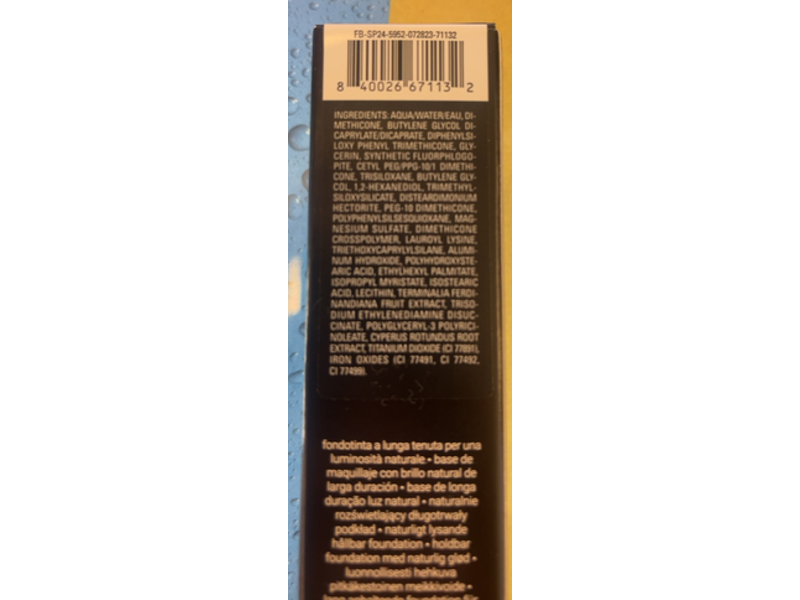 FB-SP24-5952-072823-71132
8 40026 67113 2
INGREDIENTS: AQUA/WATER/EAU, DI-
METHICONE, BUTYLENE GLYCOL DI-
CAPRYLATE/DICAPRATE, DIPHENYLSI-
LOXY PHENYL TRIMETHICONE, GLY-
CERIN, SYNTHETIC FLUORPHLOGO-
PITE, CETYL PEG/PPG-10/1 DIMETHI-
CONE, TRISILOXANE, BUTYLENE GLY-
COL, 1,2-HEXANEDIOL, TRIMETHYL-
SILOXYSILICATE, DISTEARDIMONIUM
HECTORITE, PEG-10 DIMETHICONE,
POLYPHENYLSILSESQUIOXANE, MAG-
NESIUM SULFATE, DIMETHICONE
CROSSPOLYMER, LAUROYL LYSINE,
TRIETHOXYCAPRYLYLSILANE, ALUMI-
NUM HYDROXIDE, POLYHYDROXYSTE-
ARIC ACID, ETHYLHEXYL PALMITATE,
ISOPROPYL MYRISTATE, ISOSTEARIC
ACID, LECITHIN, TERMINALIA FERDI-
NANDIANA FRUIT EXTRACT, TRISO-
DIUM ETHYLENEDIAMINE DISUC-
CINATE, POLYGLYCERYL-3 POLYRICI-
NOLEATE, CYPERUS ROTUNDUS ROOT
EXTRACT, TITANIUM DIOXIDE (CI 77891),
IRON OXIDES (CI 77491, CI 77492,
CI 77499).
fondotinta a lunga tenuta per una
luminosità naturale • base de
maquillaje con brillo natural de
larga duración • base de longa
duração luz natural • naturalnie
rozświetlający długotrwały
podkład • naturligt lysande
hållbar foundation • holdbar
foundation med naturlig glød •
luonnollisesti hehkuva
pitkäkestoinen meikkivoide •